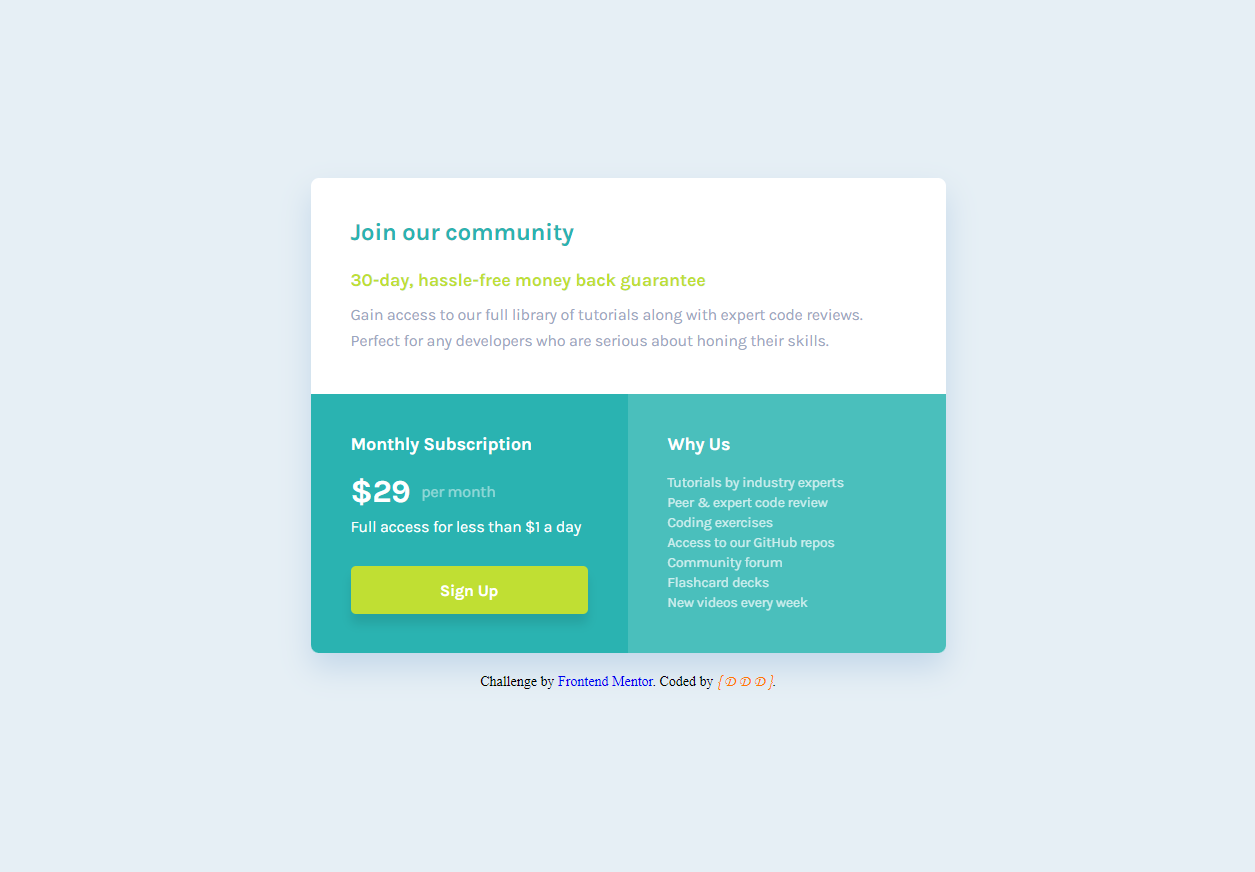 Join our community
30-day, hassle-free money back guarantee
Gain access to our full library of tutorials along with expert code reviews.
Perfect for any developers who are serious about honing their skills.
Monthly Subscription
$29 per month
Full access for less than $1 a day
Sign Up
Why Us
Tutorials by industry experts
Peer & expert code review
Coding exercises
Access to our GitHub repos
Community forum
Flashcard decks
New videos every week
Challenge by Frontend Mentor. Coded by { D D D }.